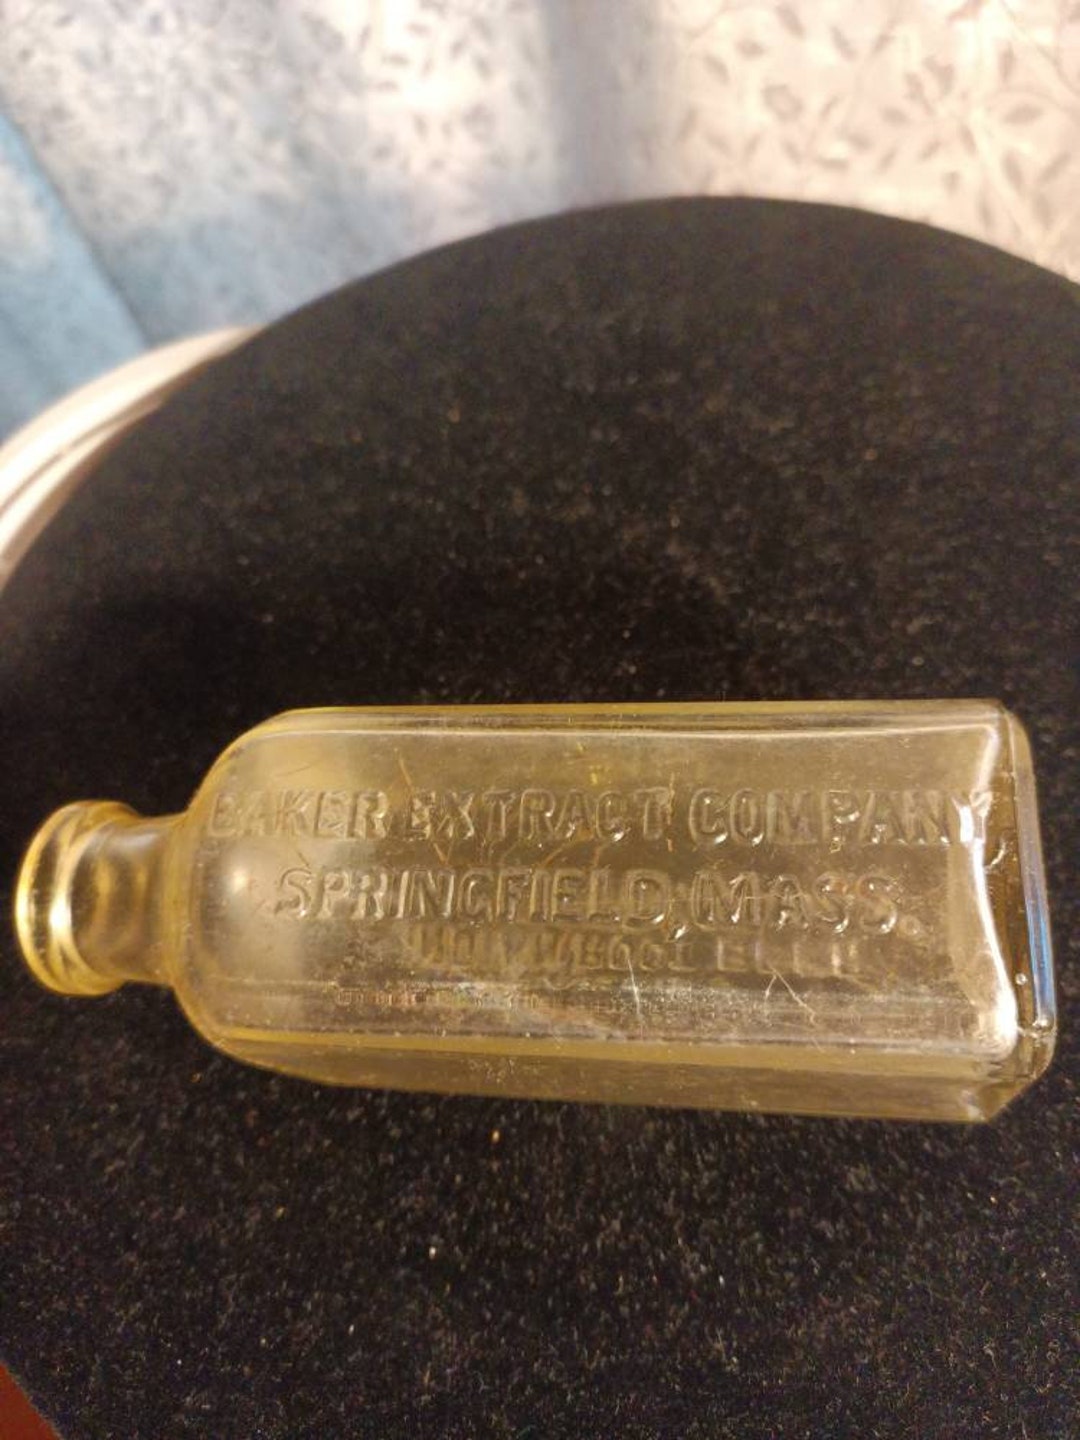 BAKER EXTRACT COMPANY
SPRINGFIELD, MASS.